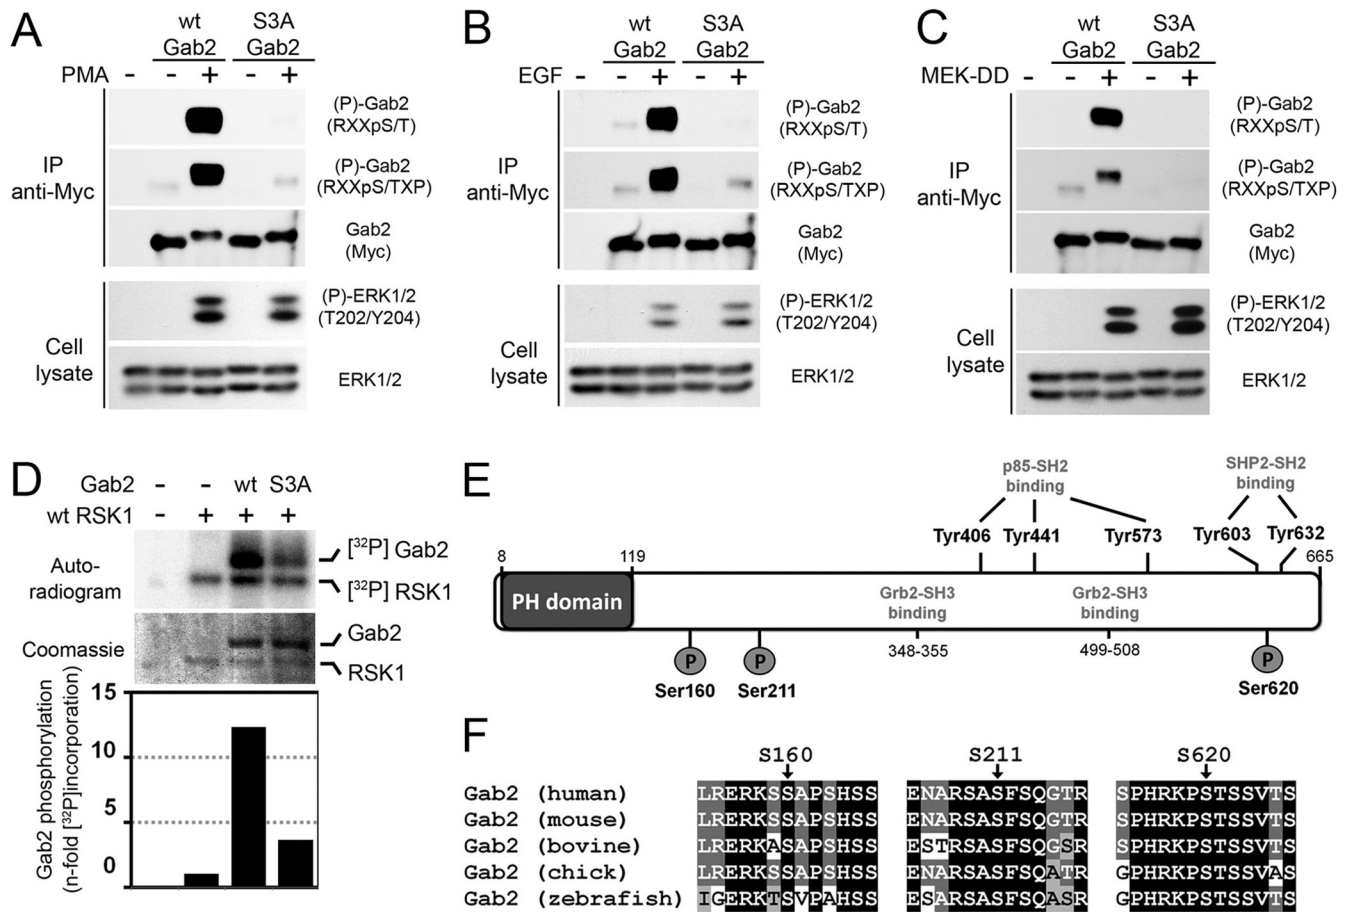 A
wt Gab2
S3A Gab2
PMA - - + - +
IP anti-Myc
(P)-Gab2 (RXXpS/T)
(P)-Gab2 (RXXpS/TXP)
Gab2 (Myc)
Cell lysate
(P)-ERK1/2 (T202/Y204)
ERK1/2
B
wt Gab2
S3A Gab2
EGF - - + - +
IP anti-Myc
(P)-Gab2 (RXXpS/T)
(P)-Gab2 (RXXpS/TXP)
Gab2 (Myc)
Cell lysate
(P)-ERK1/2 (T202/Y204)
ERK1/2
C
wt Gab2
S3A Gab2
MEK-DD - - + - +
IP anti-Myc
(P)-Gab2 (RXXpS/T)
(P)-Gab2 (RXXpS/TXP)
Gab2 (Myc)
Cell lysate
(P)-ERK1/2 (T202/Y204)
ERK1/2
D
Gab2 - - wt S3A
wt RSK1 - + + +
Auto-radiogram
[32P] Gab2
[32P] RSK1
Coomassie
Gab2
RSK1
Gab2 phosphorylation
(n-fold [32P]incorporation)
15
10
5
0
E
p85-SH2 binding
SHP2-SH2 binding
Tyr406 Tyr441 Tyr573 Tyr603 Tyr632
8 119 665
PH domain
Grb2-SH3 binding
Grb2-SH3 binding
348-355
499-508
P P P
Ser160 Ser211 Ser620
F
S160 S211 S620
Gab2 (human) LRERKSSAPSHSS ENARSASFSQGTR SPHRKPSTSSVTS
Gab2 (mouse) LRERKSSAPSHSS ENARSASFSQGTR SPHRKPSTSSVTS
Gab2 (bovine) LRERKASAPSHSS ESTRSASFSQGSR SPHRKPSTSSVTS
Gab2 (chick) LRERKSSAPSHSS ENARSASFSQATR GPHRKPSTSSVAS
Gab2 (zebrafish) IGERKTSVPAHSS ESARSASFSQASR GPHRKPSTSSVTS